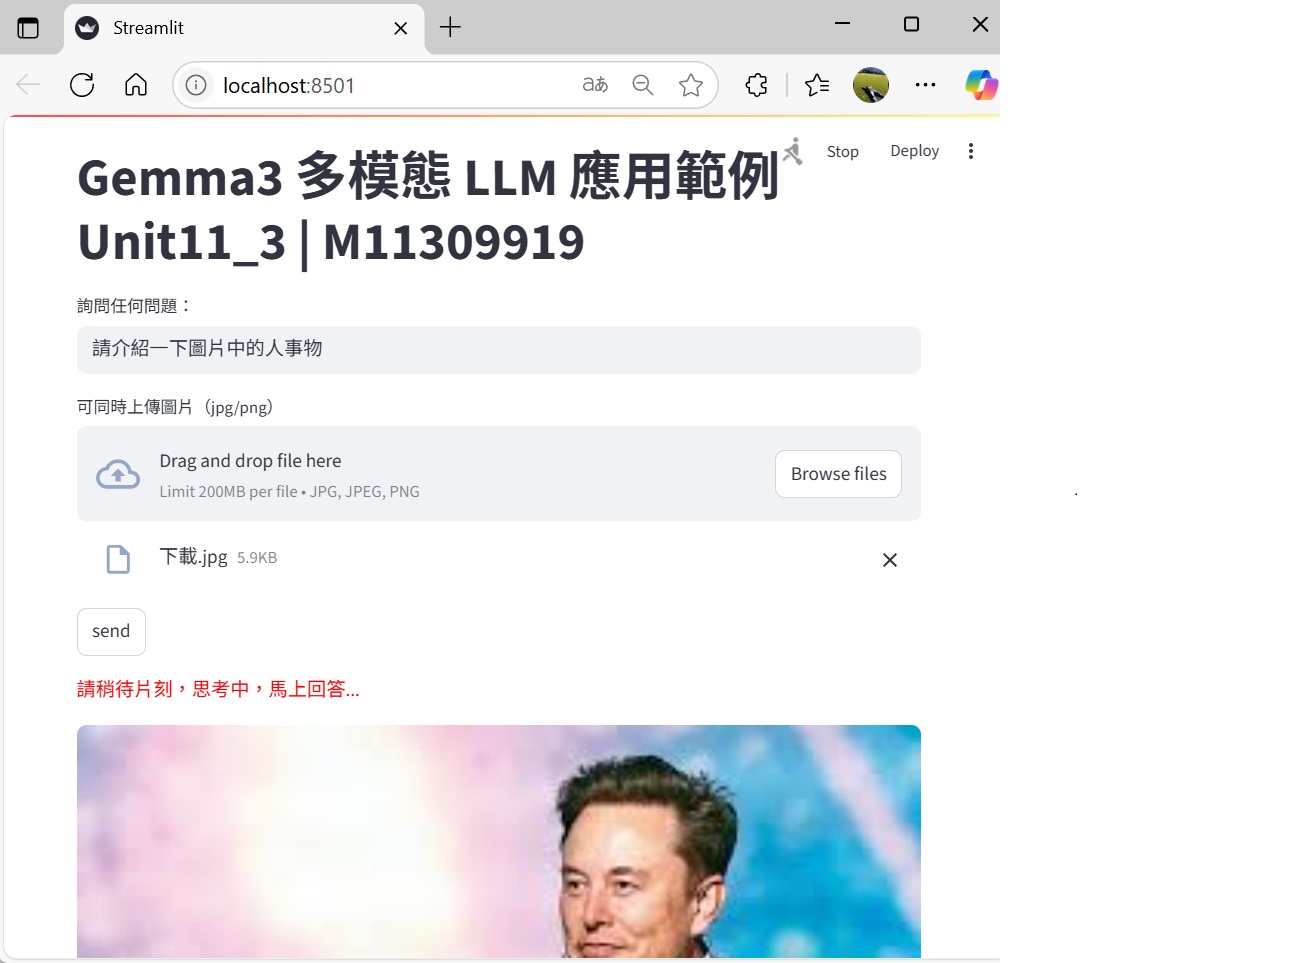 Streamlit
localhost:8501
aあ
Stop
Deploy
Gemma3 多模態 LLM 應用範例
Unit11_3 | M11309919
詢問任何問題：
請介紹一下圖片中的人事物
可同時上傳圖片（jpg/png）
Drag and drop file here
Limit 200MB per file • JPG, JPEG, PNG
Browse files
下載.jpg 5.9KB
send
請稍待片刻，思考中，馬上回答...